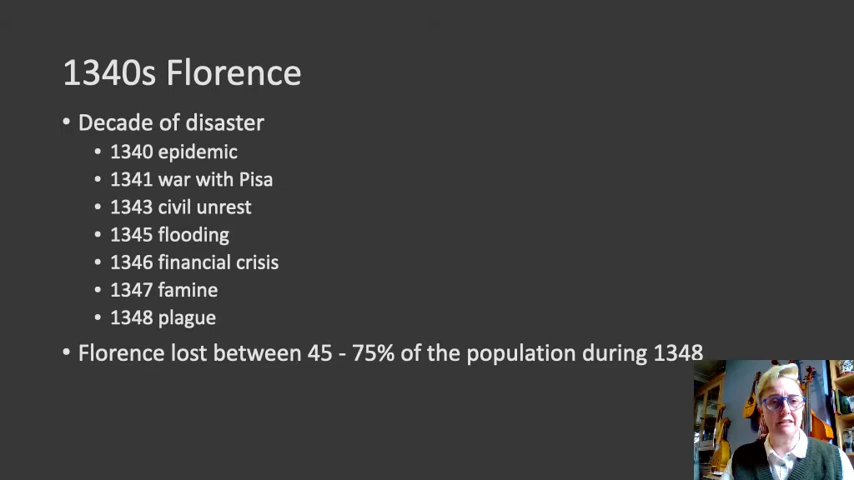 1340s Florence
• Decade of disaster
• 1340 epidemic
• 1341 war with Pisa
• 1343 civil unrest
• 1345 flooding
• 1346 financial crisis
• 1347 famine
• 1348 plague
• Florence lost between 45 - 75% of the population during 1348